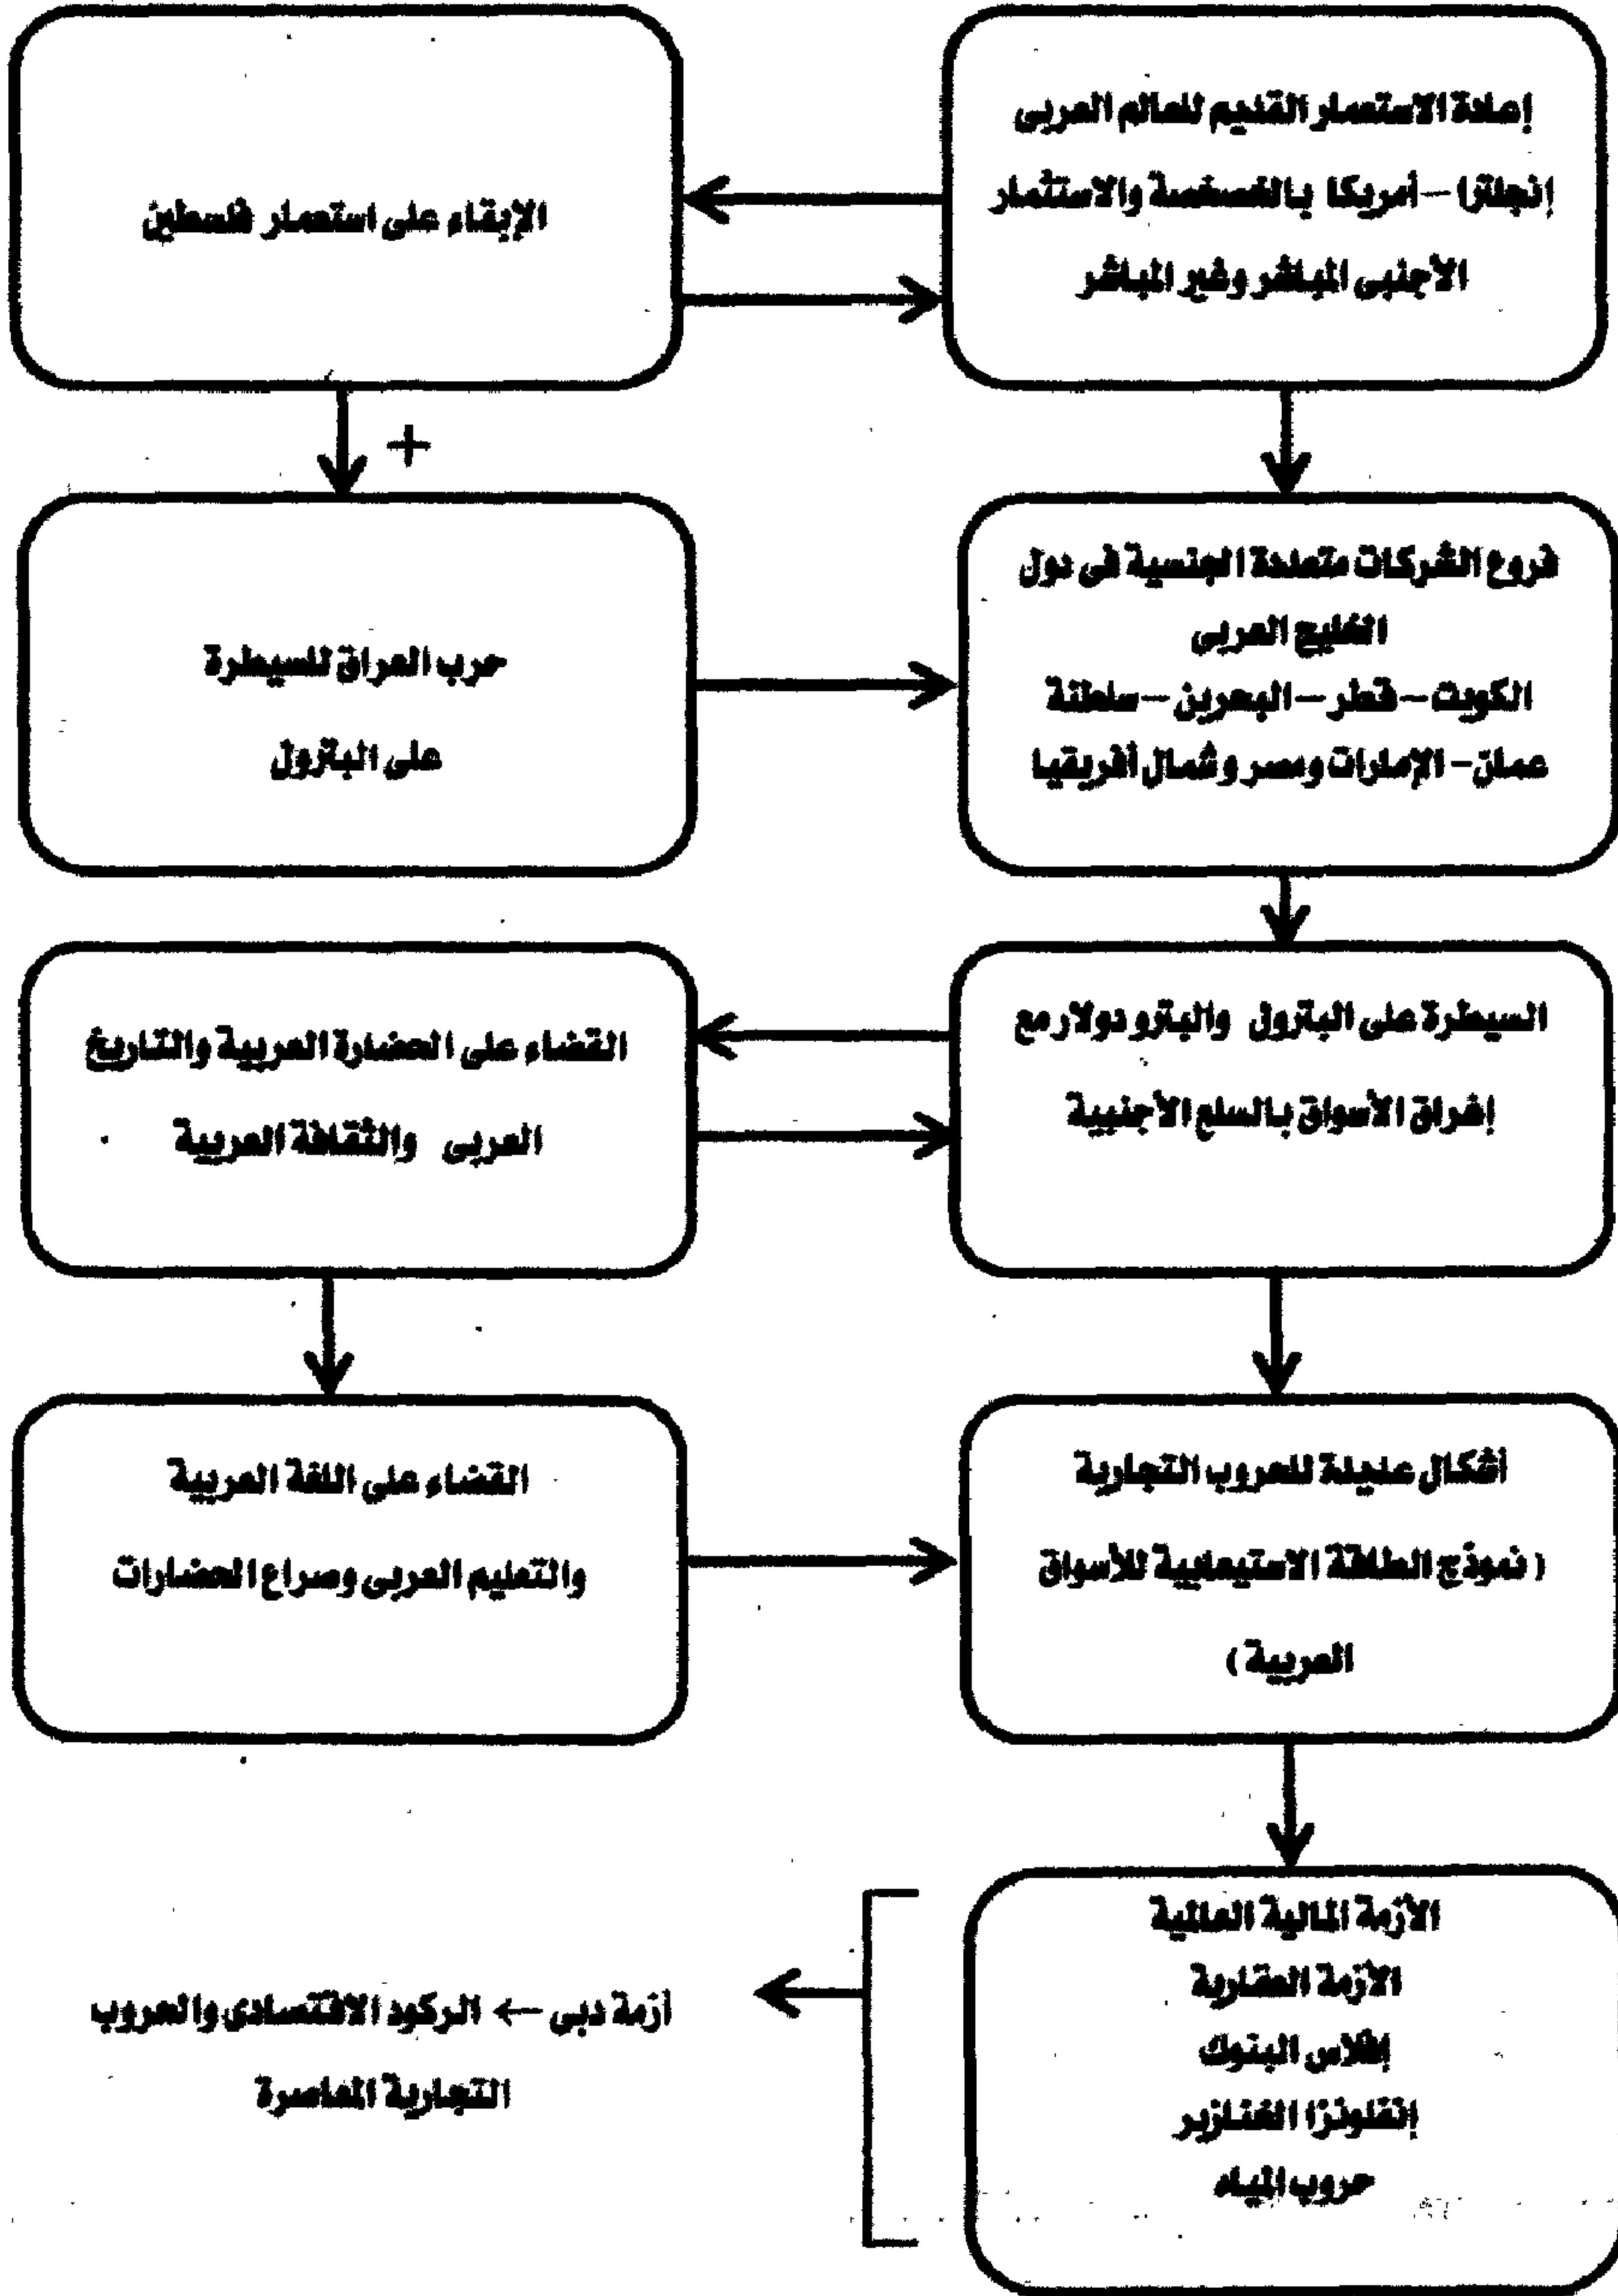 إعادة الاستعمار القديم للعالم العربى
إنجلترا – أمريكا بالخصخصة والاستثمار
الأجنبى المباشر وغير المباشر
الإبقاء على استعمار فلسطين
+
فروع الشركات متعددة الجنسية فى دول
الخليج العربى
الكويت – قطر – البحرين – سلطنة
عمان – الإمارات ومصر وشمال أفريقيا
حرب العراق للسيطرة
على البترول
السيطرة على البترول والبترو دولار مع
إغراق الأسواق بالسلع الأجنبية
القضاء على الحضارة العربية والتاريخ
العربى والثقافة العربية
أشكال عديدة للحروب التجارية
( نموذج الطاقة الاستيعابية للأسواق
العربية )
القضاء على اللغة العربية
والتعليم العربى وصراع الحضارات
الأزمة المالية العالمية
الأزمة العقارية
إفلاس البنوك
إنفلونزا الخنازير
حروب المياه
أزمة دبى ← الركود الاقتصادى والحروب
التجارية المعاصرة